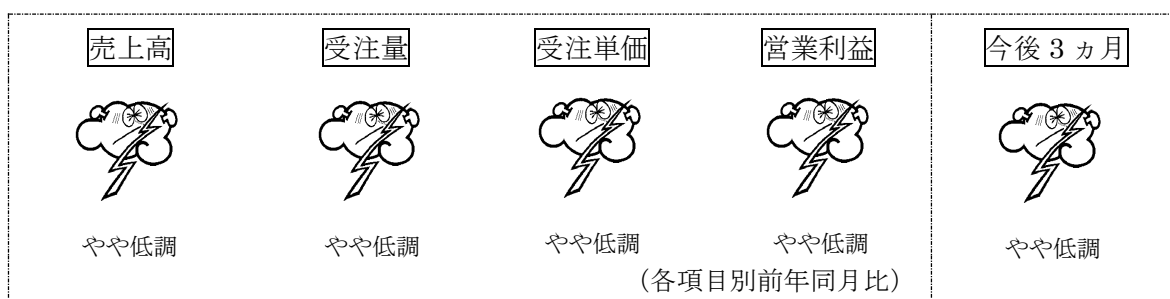 売上高 受注量 受注単価 営業利益 今後3ヵ月
やや低調 やや低調 やや低調 やや低調 やや低調
（各項目別前年同月比）